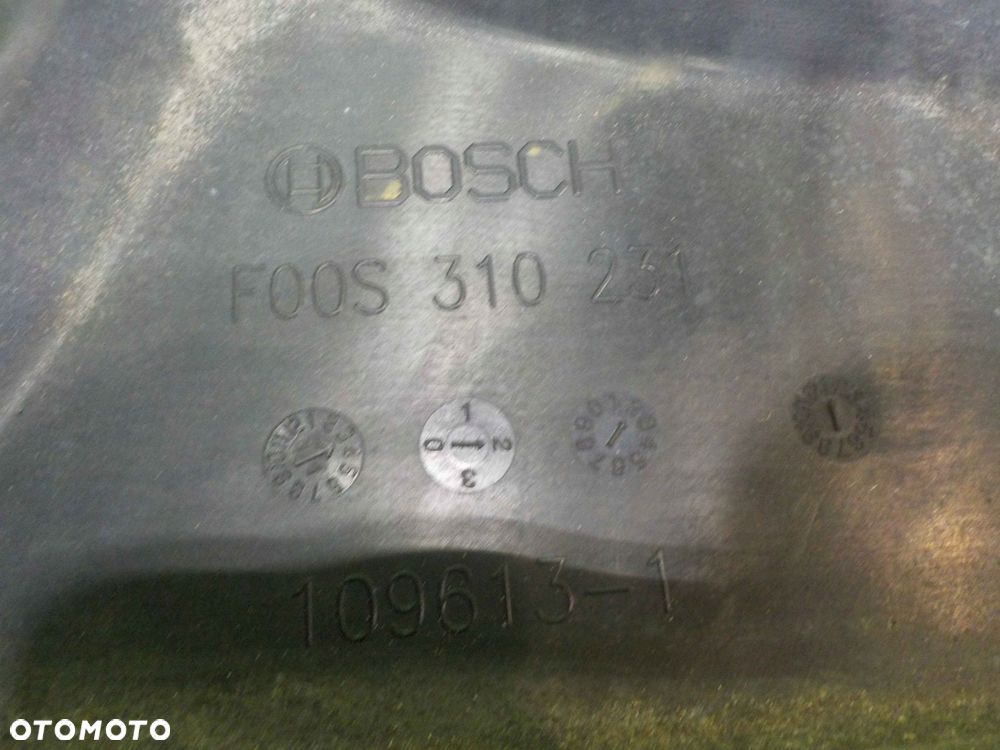 BOSCH
F00S 310 231
1
0 2
3
109613-1
OTOMOTO